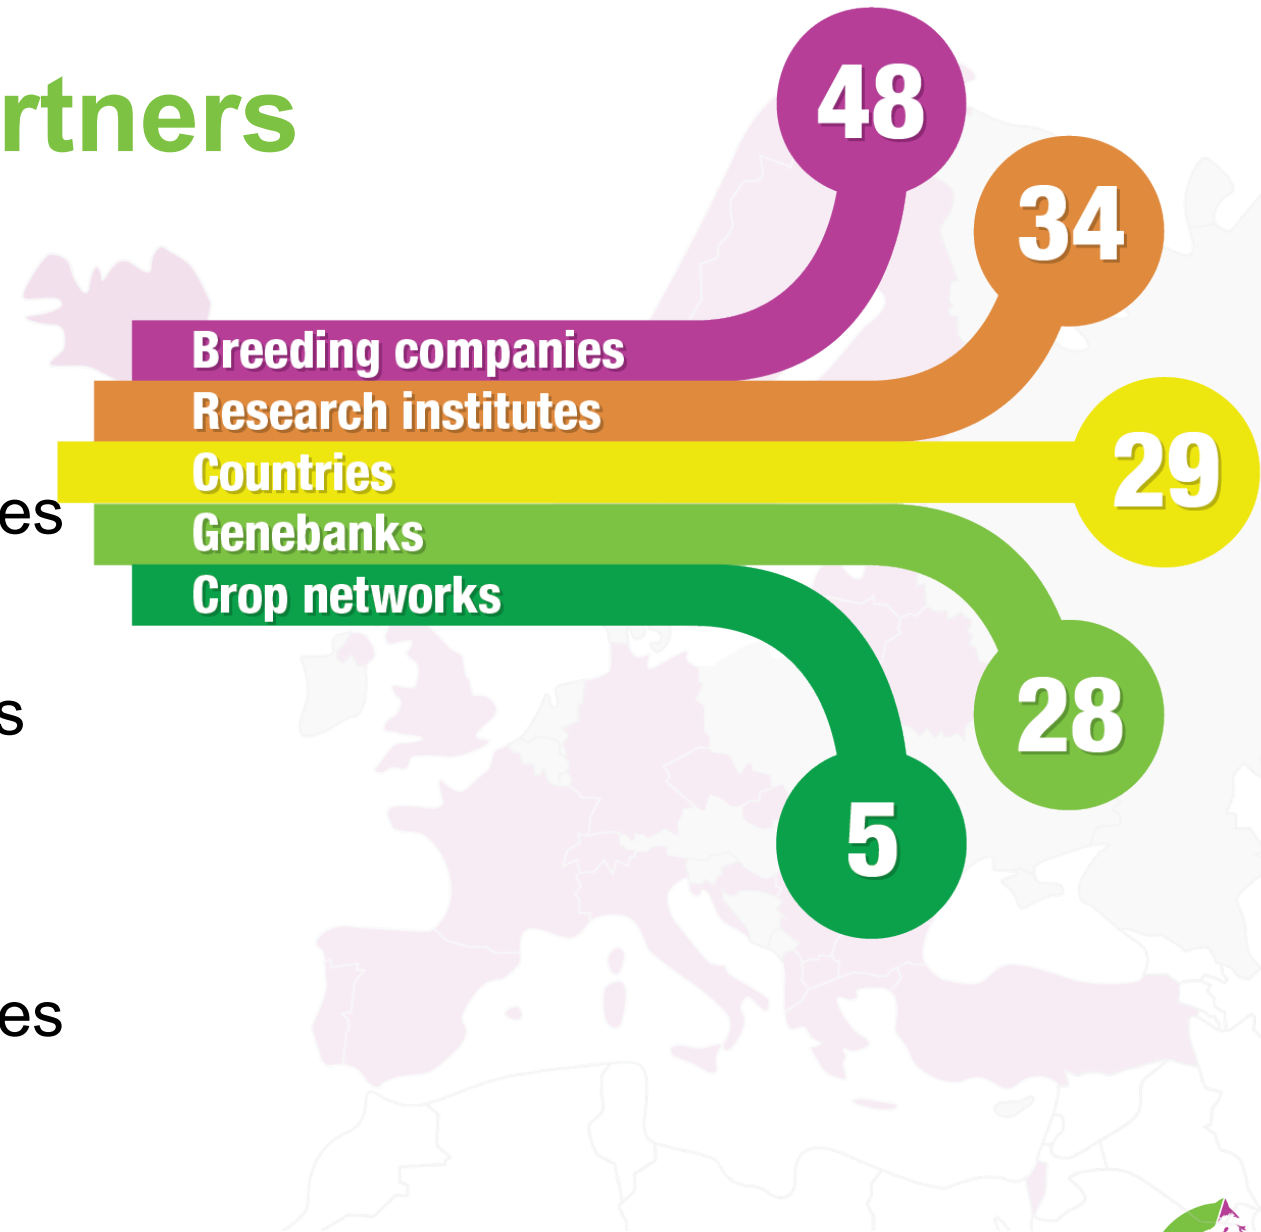 rtners
48
34
Breeding companies
Research institutes
Countries
29
es
Genebanks
Crop networks
28
s
5
es